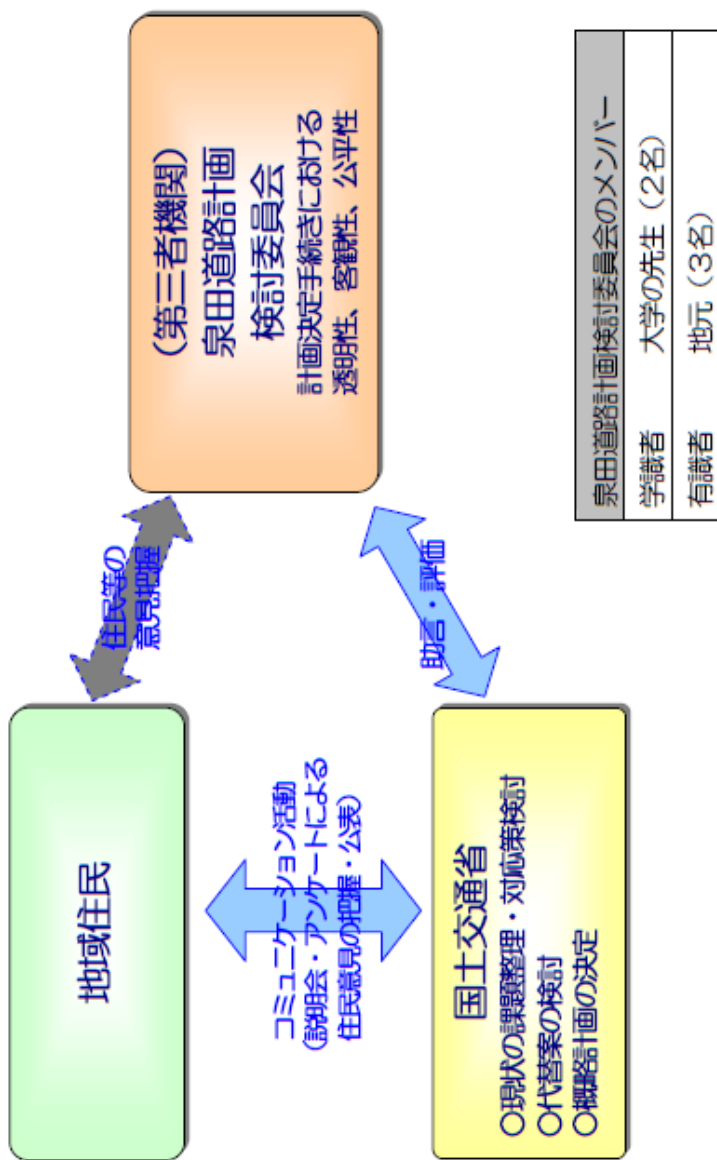 地域住民
住民等の
意見把握
(第三者機関)
泉田道路計画
検討委員会
計画決定手続きにおける
透明性、客観性、公平性
コミュニケーション活動
(説明会・アンケートによる
住民意見の把握・公表)
助言・評価
国土交通省
○現状の課題整理・対応策検討
○代替案の検討
○概略計画の決定
泉田道路計画検討委員会のメンバー
学識者 大学の先生(2名)
有識者 地元(3名)